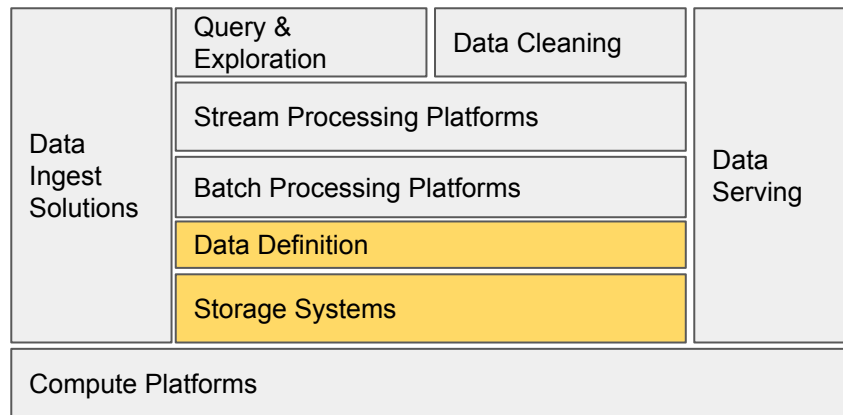 Query &
Exploration
Data Cleaning
Stream Processing Platforms
Data
Ingest
Solutions
Batch Processing Platforms
Data
Serving
Data Definition
Storage Systems
Compute Platforms